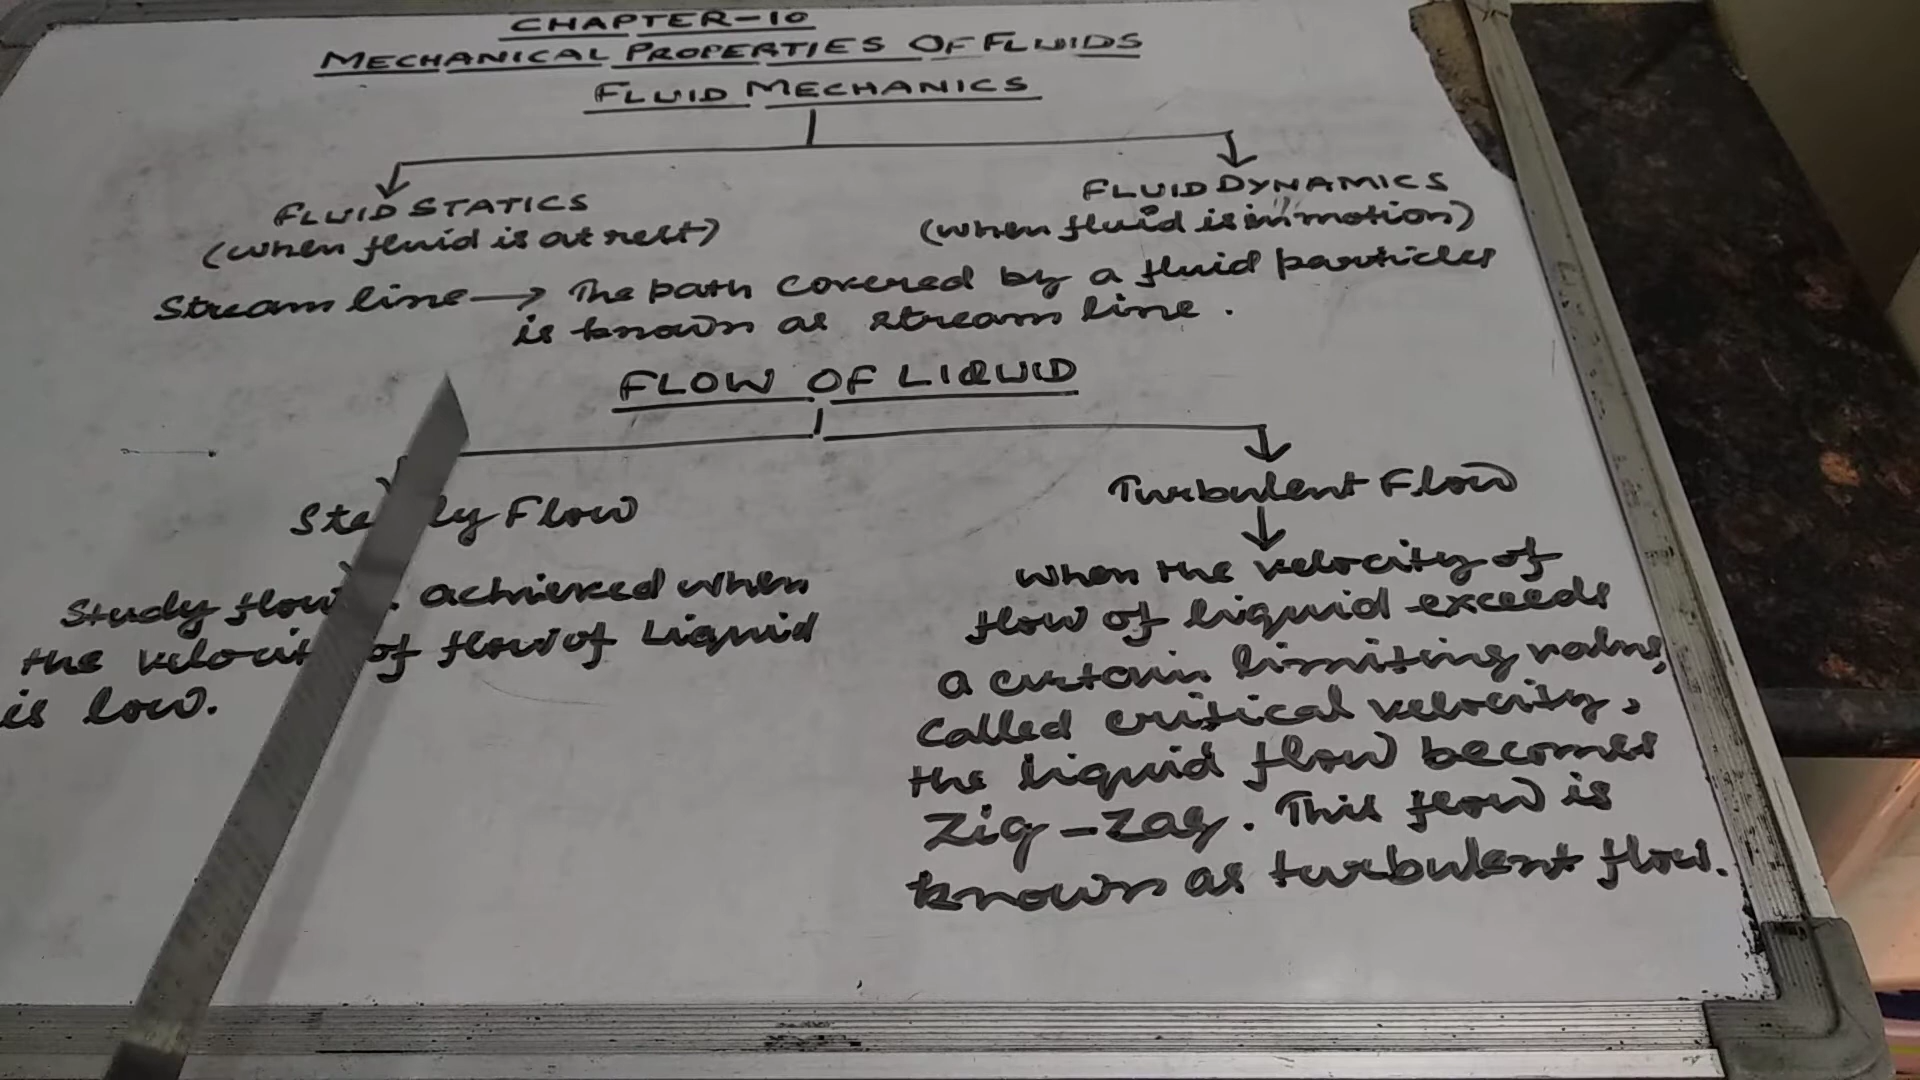 CHAPTER-10
MECHANICAL PROPERTIES OF FLUIDS
FLUID MECHANICS
FLUID STATICS
(when fluid is at rest)
FLUID DYNAMICS
(when fluid is in motion)
Stream line → The path covered by a fluid particles
is known as stream line.
FLOW OF LIQUID
Flow
Study achieved when
the of flow of Liquid
is low.
Turbulent Flow
when the velocity of
flow of liquid exceeds
a certain limiting value,
called critical velocity,
the liquid flow becomes
Zig-Zag. This flow is
known as turbulent flow.